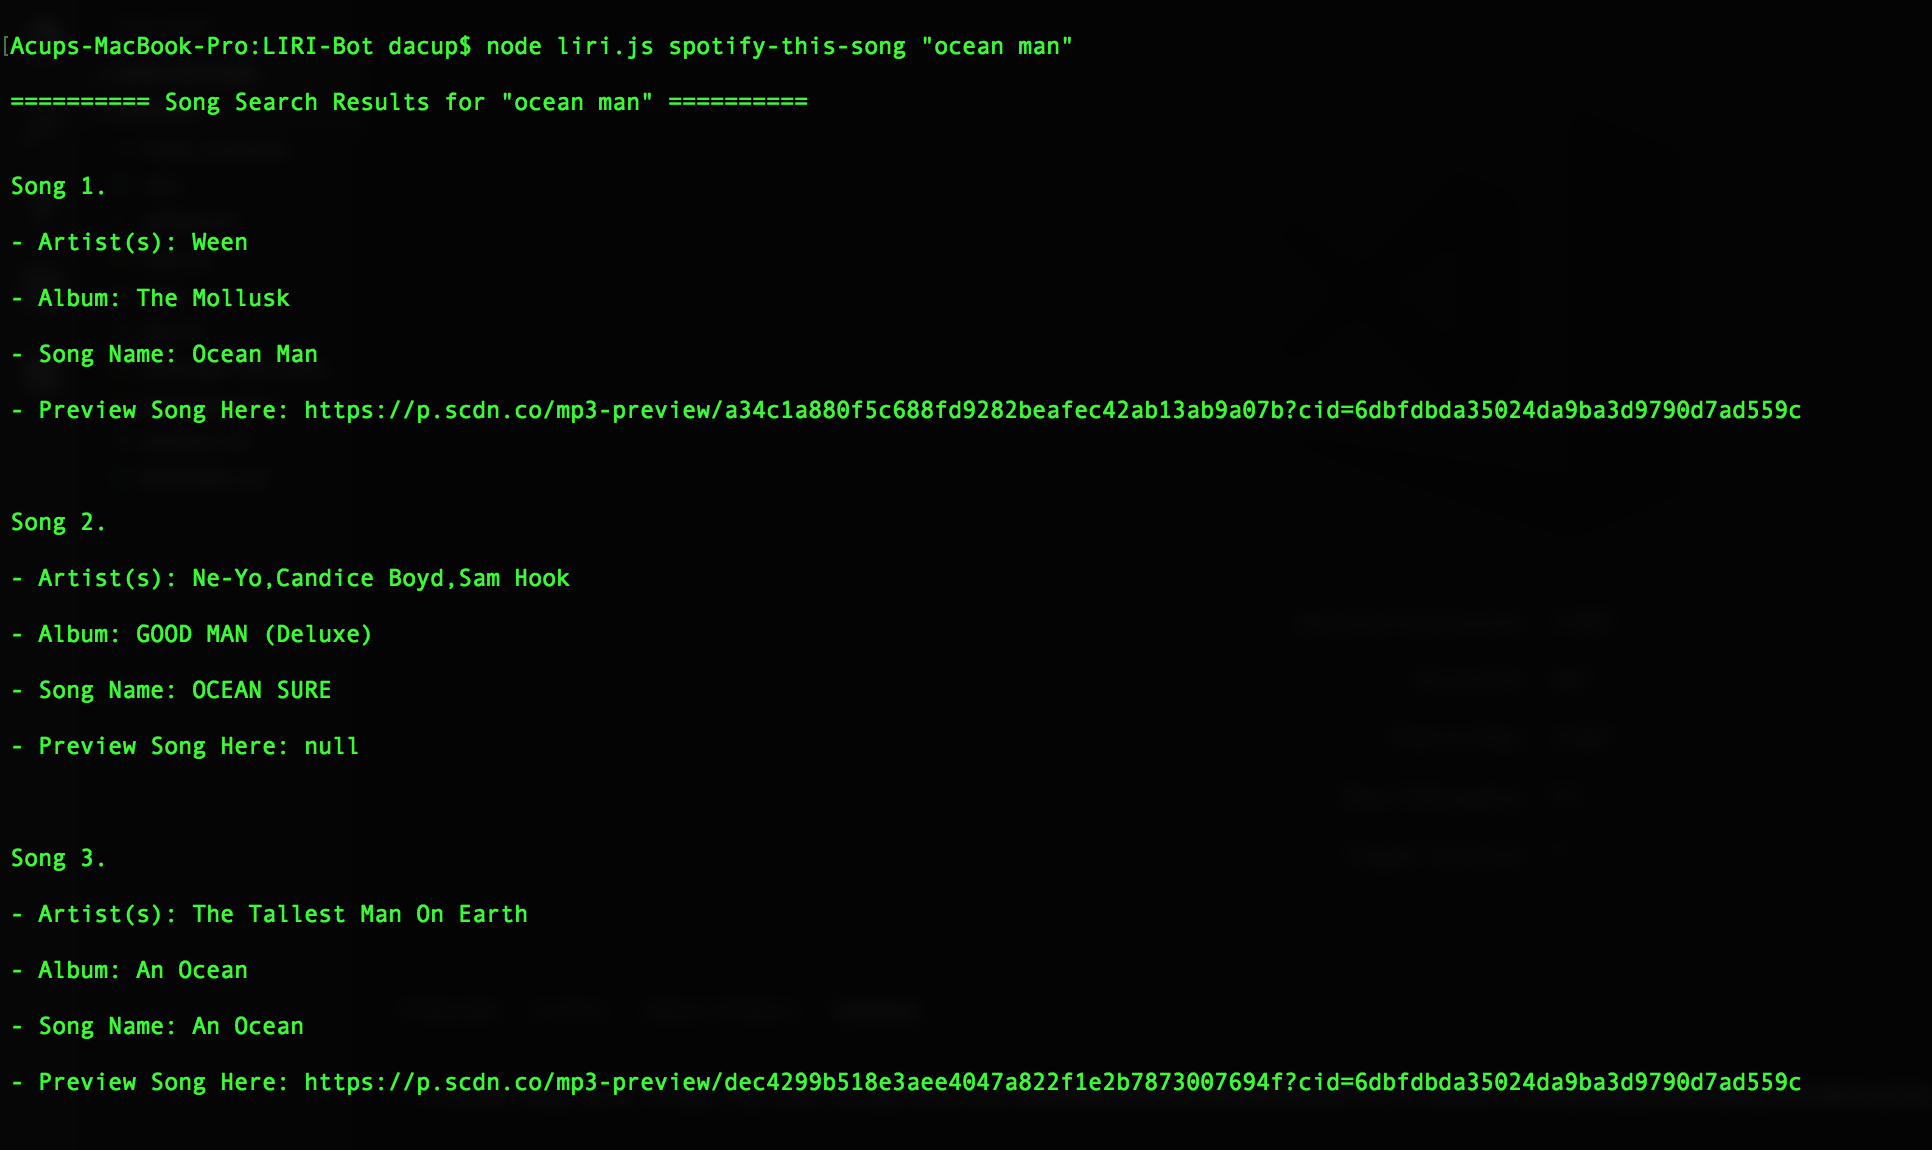 [Acups-MacBook-Pro:LIRI-Bot dacup$ node liri.js spotify-this-song "ocean man"
========== Song Search Results for "ocean man" ==========
Song 1.
- Artist(s): Ween
- Album: The Mollusk
- Song Name: Ocean Man
- Preview Song Here: https://p.scdn.co/mp3-preview/a34c1a880f5c688fd9282beafec42ab13ab9a07b?cid=6dbfdbda35024da9ba3d9790d7ad559c
Song 2.
- Artist(s): Ne-Yo,Candice Boyd,Sam Hook
- Album: GOOD MAN (Deluxe)
- Song Name: OCEAN SURE
- Preview Song Here: null
Song 3.
- Artist(s): The Tallest Man On Earth
- Album: An Ocean
- Song Name: An Ocean
- Preview Song Here: https://p.scdn.co/mp3-preview/dec4299b518e3aee4047a822f1e2b7873007694f?cid=6dbfdbda35024da9ba3d9790d7ad559c